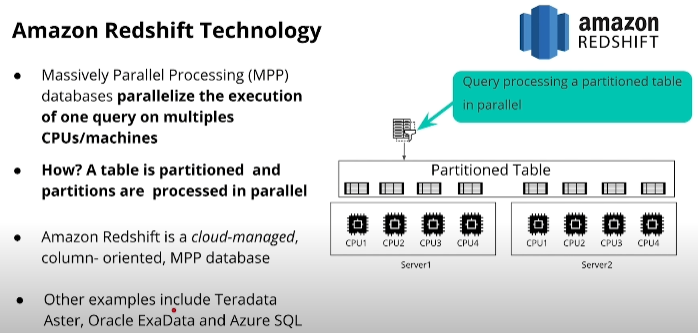 Amazon Redshift Technology
amazon
REDSHIFT
● Massively Parallel Processing (MPP)
databases parallelize the execution
of one query on multiples
CPUs/machines
● How? A table is partitioned and
partitions are processed in parallel
● Amazon Redshift is a cloud-managed,
column- oriented, MPP database
● Other examples include Teradata
Aster, Oracle ExaData and Azure SQL
Query processing a partitioned table
in parallel
Partitioned Table
CPU1 CPU2 CPU3 CPU4
Server1
CPU1 CPU2 CPU3 CPU4
Server2